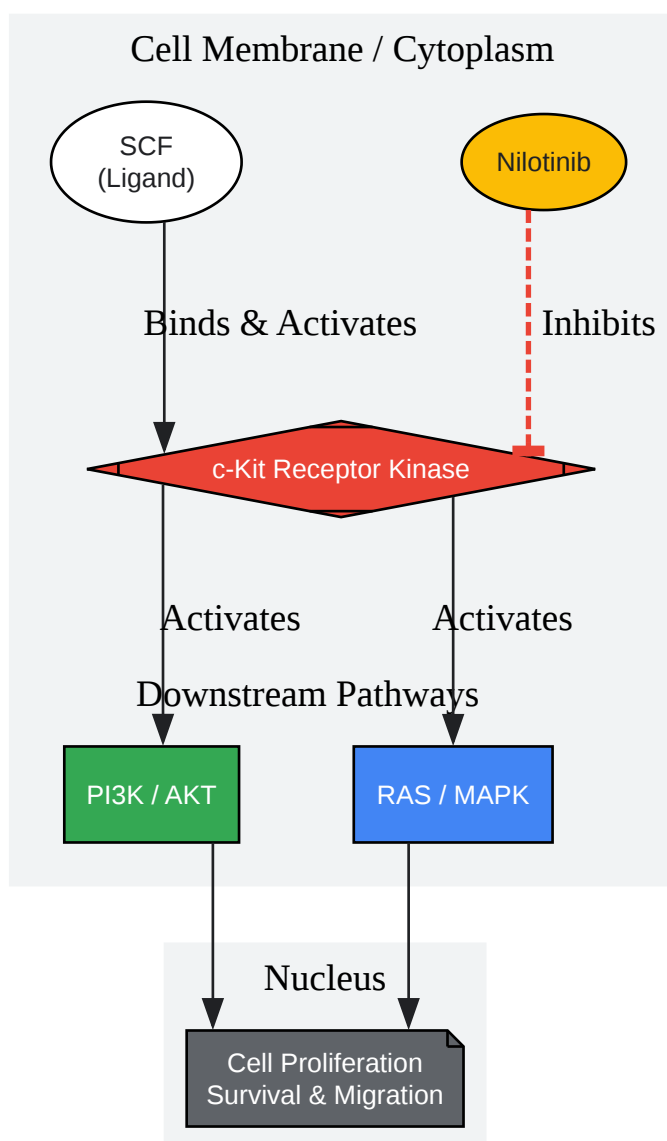 Cell Membrane / Cytoplasm
SCF
(Ligand)
Nilotinib
Binds & Activates
Inhibits
c-Kit Receptor Kinase
Activates
Activates
Downstream Pathways
PI3K / AKT
RAS / MAPK
Nucleus
Cell Proliferation
Survival & Migration